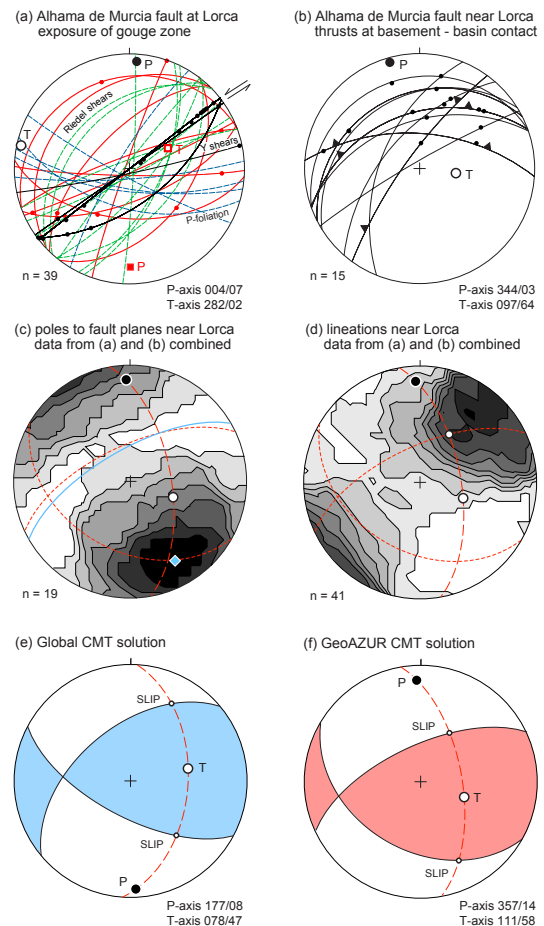 (a) Alhama de Murcia fault at Lorca
exposure of gouge zone
P
T
Riedel shears
T
Y shears
P-foliation
P
n = 39
P-axis 004/07
T-axis 282/02
(b) Alhama de Murcia fault near Lorca
thrusts at basement - basin contact
P
T
n = 15
P-axis 344/03
T-axis 097/64
(c) poles to fault planes near Lorca
data from (a) and (b) combined
n = 19
(d) lineations near Lorca
data from (a) and (b) combined
n = 41
(e) Global CMT solution
SLIP
T
SLIP
P
P-axis 177/08
T-axis 078/47
(f) GeoAZUR CMT solution
P
SLIP
T
SLIP
P-axis 357/14
T-axis 111/58